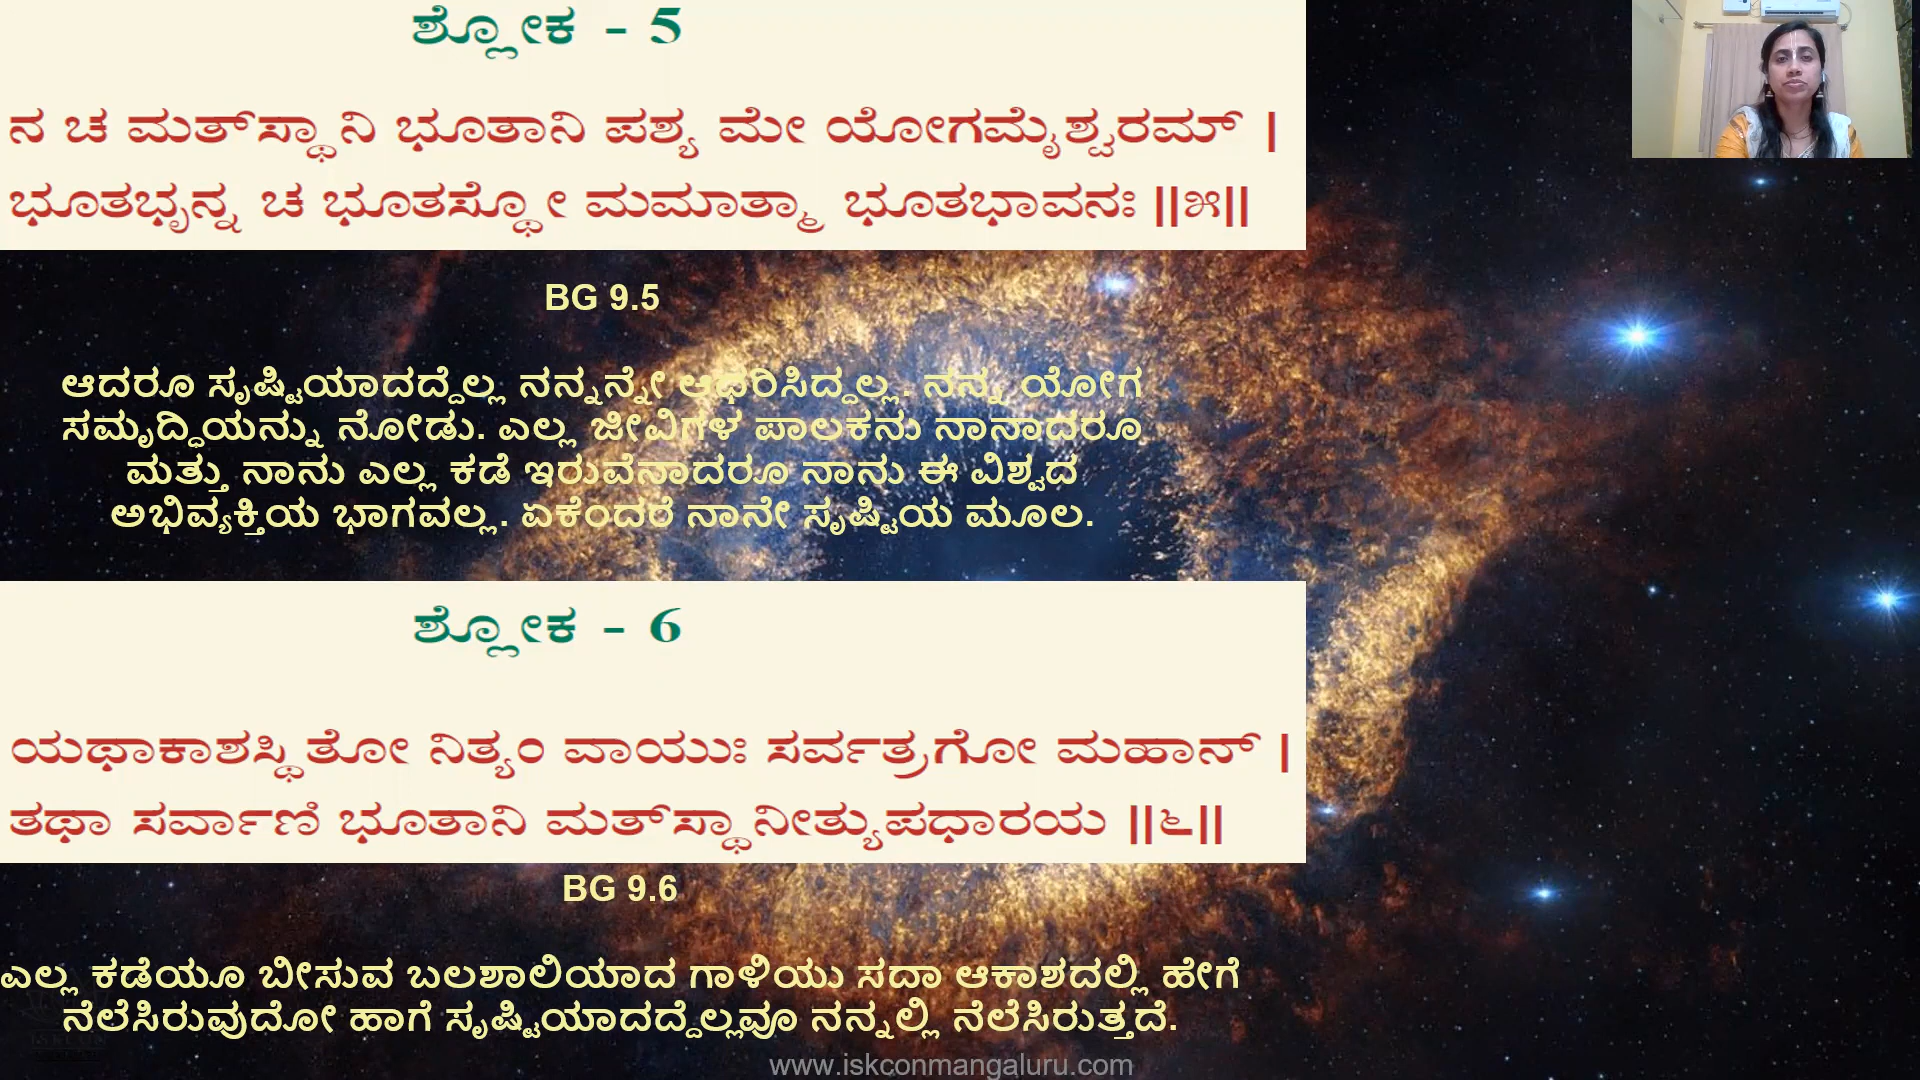 ಶ್ಲೋಕ - 5
ನ ಚ ಮತ್‌ಸ್ಥಾನಿ ಭೂತಾನಿ ಪಶ್ಯ ಮೇ ಯೋಗಮೈಶ್ವರಮ್ |
ಭೂತಭೃನ್ನ ಚ ಭೂತಸ್ಥೋ ಮಮಾತ್ಮಾ ಭೂತಭಾವನಃ ||೫||
BG 9.5
ಆದರೂ ಸೃಷ್ಟಿಯಾದದ್ದೆಲ್ಲ ನನ್ನನ್ನೇ ಆಧರಿಸಿದ್ದಲ್ಲ. ನನ್ನ ಯೋಗ
ಸಮೃದ್ಧಿಯನ್ನು ನೋಡು. ಎಲ್ಲ ಜೀವಿಗಳ ಪಾಲಕನು ನಾನಾದರೂ
ಮತ್ತು ನಾನು ಎಲ್ಲ ಕಡೆ ಇರುವೆನಾದರೂ ನಾನು ಈ ವಿಶ್ವದ
ಅಭಿವ್ಯಕ್ತಿಯ ಭಾಗವಲ್ಲ. ಏಕೆಂದರೆ ನಾನೇ ಸೃಷ್ಟಿಯ ಮೂಲ.
ಶ್ಲೋಕ - 6
ಯಥಾಕಾಶಸ್ಥಿತೋ ನಿತ್ಯಂ ವಾಯುಃ ಸರ್ವತ್ರಗೋ ಮಹಾನ್ |
ತಥಾ ಸರ್ವಾಣಿ ಭೂತಾನಿ ಮತ್‌ಸ್ಥಾನೀತ್ಯುಪಧಾರಯ ||೬||
BG 9.6
ಎಲ್ಲ ಕಡೆಯೂ ಬೀಸುವ ಬಲಶಾಲಿಯಾದ ಗಾಳಿಯು ಸದಾ ಆಕಾಶದಲ್ಲಿ ಹೇಗೆ
ನೆಲೆಸಿರುವುದೋ ಹಾಗೆ ಸೃಷ್ಟಿಯಾದದ್ದೆಲ್ಲವೂ ನನ್ನಲ್ಲಿ ನೆಲೆಸಿರುತ್ತದೆ.
www.iskconmangaluru.com